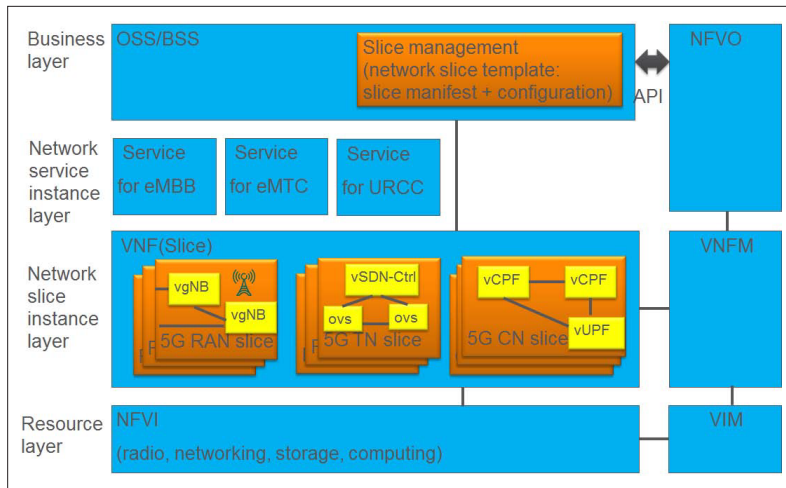 Business
layer
OSS/BSS
Slice management
(network slice template:
slice manifest + configuration)
API
NFVO
Network
service
instance
layer
Service
for eMBB
Service
for eMTC
Service
for URCC
Network
slice
instance
layer
VNF(Slice)
vgNB
vgNB
5G RAN slice
vSDN-Ctrl
ovs
ovs
5G TN slice
vCPF
vCPF
vUPF
5G CN slice
VNFM
Resource
layer
NFVI
(radio, networking, storage, computing)
VIM